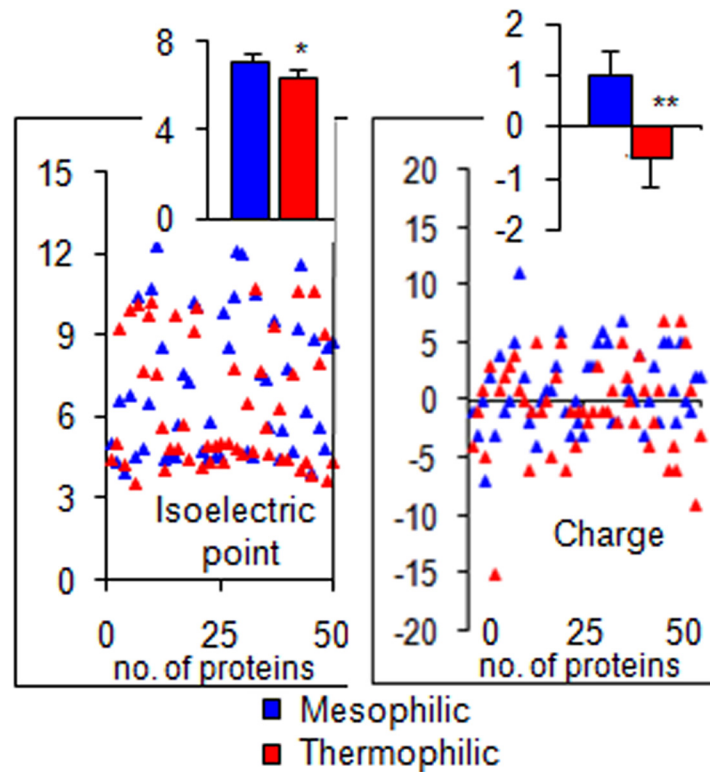 8
4
0
*
15
12
9
6
3
0
Isoelectric
point
0 25 50
no. of proteins
2
1
0
-1
-2
**
20
15
10
5
0
-5
-10
-15
-20
Charge
0 25 50
no. of proteins
Mesophilic
Thermophilic